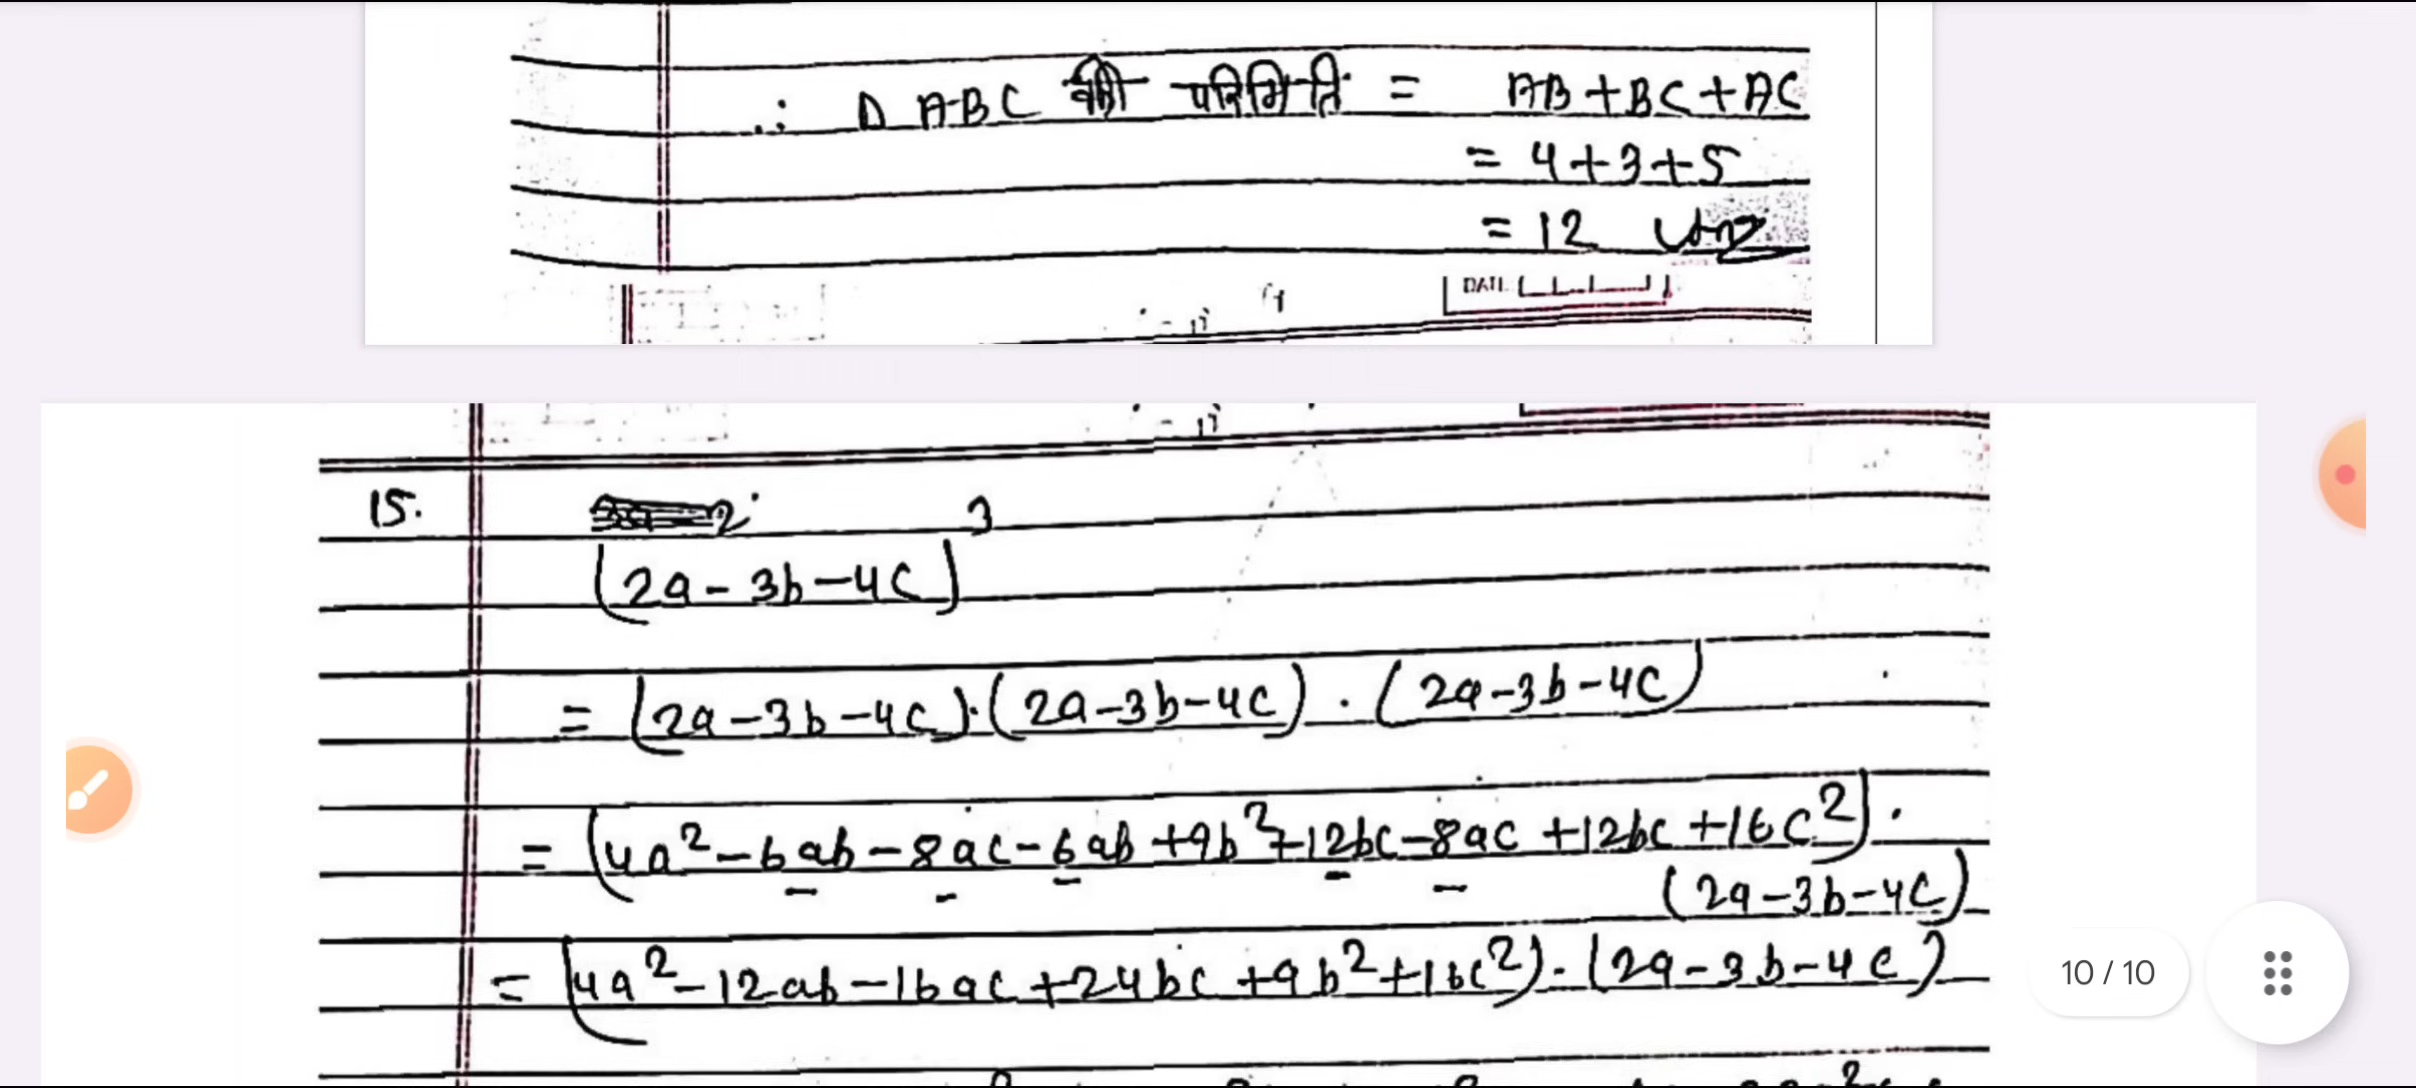 ∴ Δ ABC की परिमिति = AB+BC+AC
= 4+3+5
= 12 Ans
DATE
15.
(2a-3b-4c)³
= (2a-3b-4c).(2a-3b-4c).(2a-3b-4c)
= (4a²-6ab-8ac-6ab+9b²+12bc-8ac+12bc+16c²).
(2a-3b-4c)
= (4a²-12ab-16ac+24bc+9b²+16c²).(2a-3b-4c)
10 / 10